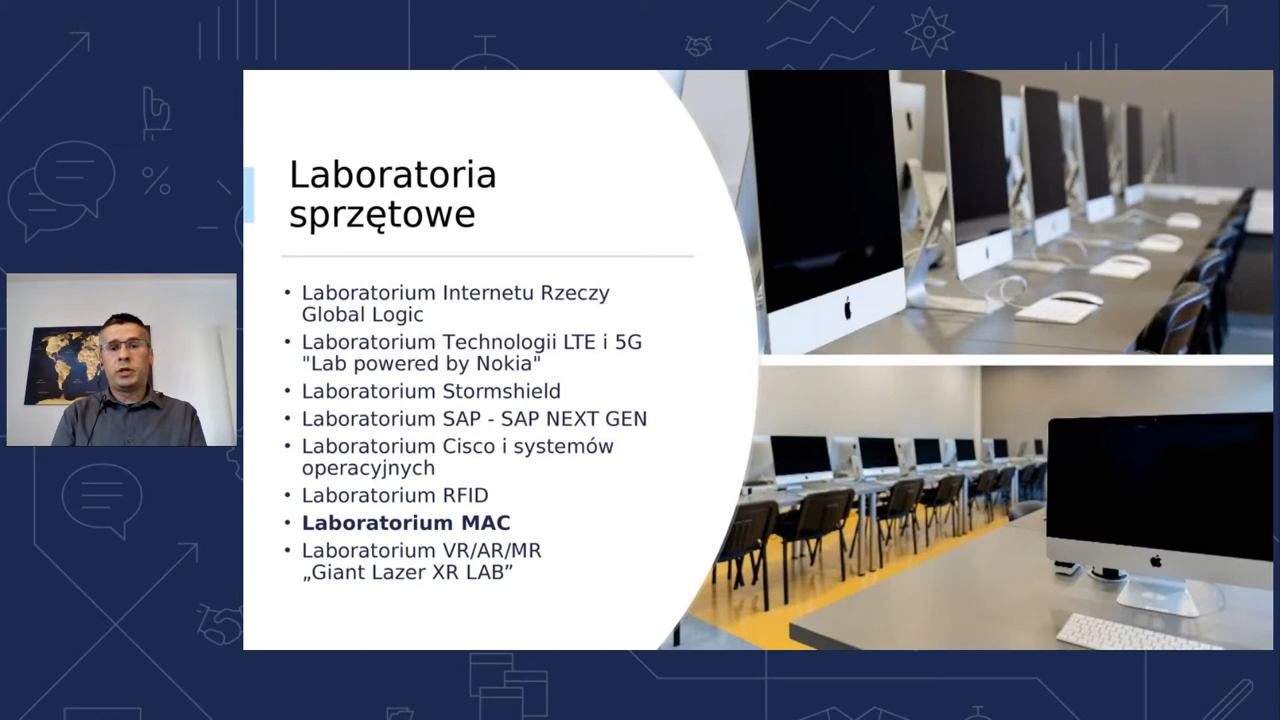 Laboratoria
sprzętowe
• Laboratorium Internetu Rzeczy
Global Logic
• Laboratorium Technologii LTE i 5G
"Lab powered by Nokia"
• Laboratorium Stormshield
• Laboratorium SAP - SAP NEXT GEN
• Laboratorium Cisco i systemów
operacyjnych
• Laboratorium RFID
• Laboratorium MAC
• Laboratorium VR/AR/MR
„Giant Lazer XR LAB”